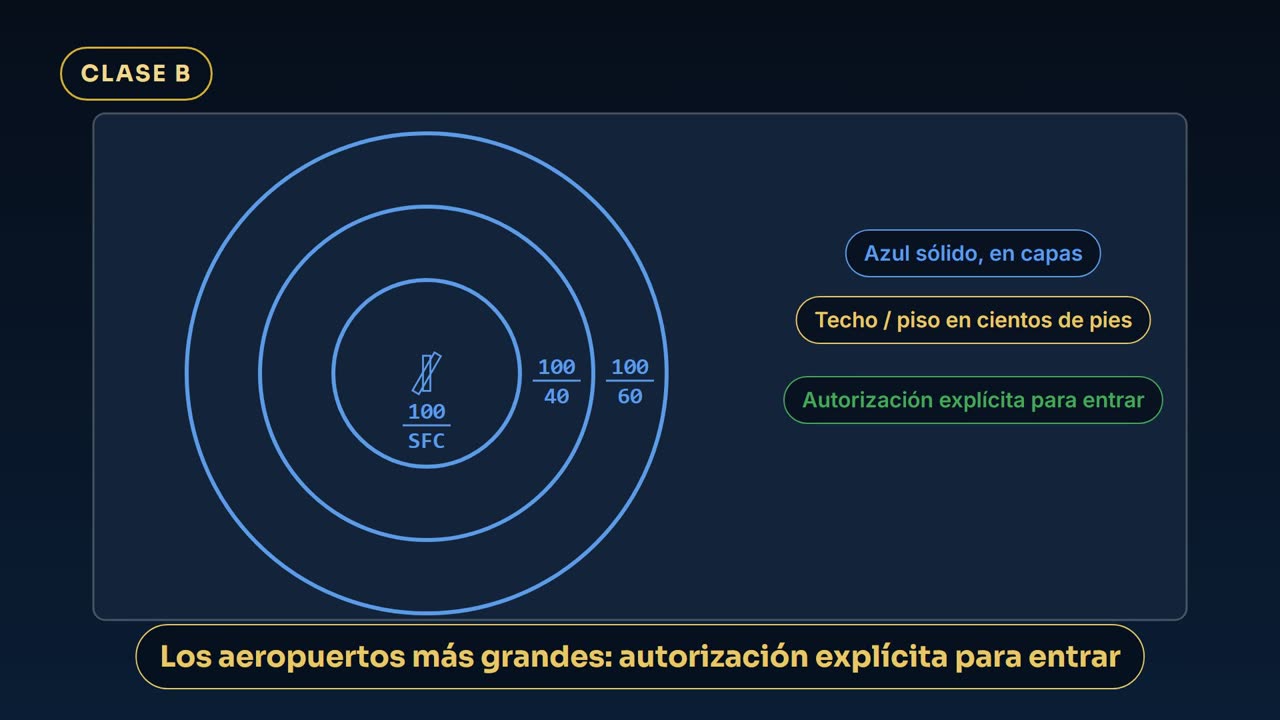 CLASE B
Azul sólido, en capas
Techo / piso en cientos de pies
100
40
100
60
Autorización explícita para entrar
100
SFC
Los aeropuertos más grandes: autorización explícita para entrar